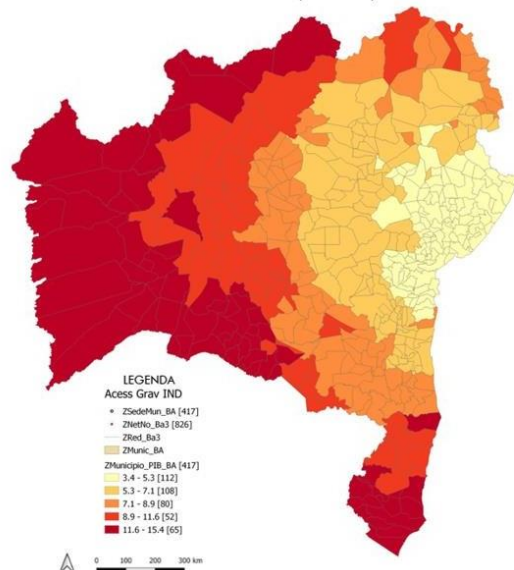 LEGENDA
Acess Grav IND
ZSedeMun_BA [417]
ZNetNo_Ba3 [826]
ZRed_Ba3
ZMunic_BA
ZMunicipio_PIB_BA [417]
3.4 - 5.3 [112]
5.3 - 7.1 [108]
7.1 - 8.9 [80]
8.9 - 11.6 [52]
11.6 - 15.4 [65]
0 100 200 300 km